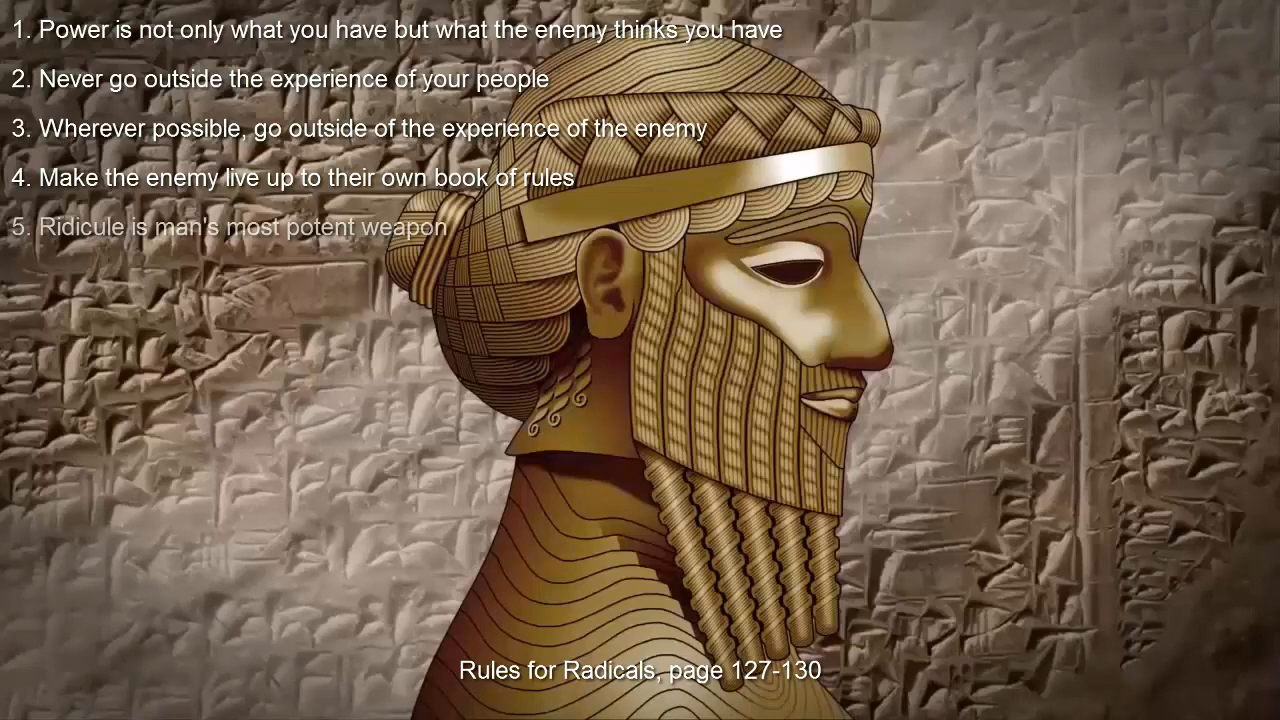 1. Power is not only what you have but what the enemy thinks you have
2. Never go outside the experience of your people
3. Wherever possible, go outside of the experience of the enemy
4. Make the enemy live up to their own book of rules
5. Ridicule is man's most potent weapon
Rules for Radicals, page 127-130